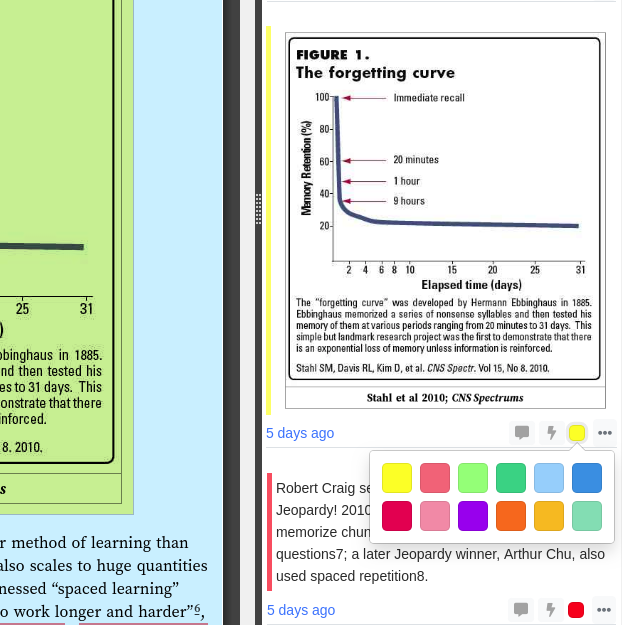 25 31
)
bbinghaus in 1885.
nd then tested his
es to 31 days. This
onstrate that there
inforced.
8. 2010.
s
r method of learning than
also scales to huge quantities
nessed “spaced learning”
o work longer and harder”6,
FIGURE 1.
The forgetting curve
Memory Retention (%)
100
80
60
40
20
Immediate recall
20 minutes
1 hour
9 hours
2 4 6 8 10 15 20 25 31
Elapsed time (days)
The “forgetting curve” was developed by Hermann Ebbinghaus in 1885.
Ebbinghaus memorized a series of nonsense syllables and then tested his
memory of them at various periods ranging from 20 minutes to 31 days. This
simple but landmark research project was the first to demonstrate that there
is an exponential loss of memory unless information is reinforced.
Stahl SM, Davis RL, Kim D, et al. CNS Spectr. Vol 15, No 8. 2010.
Stahl et al 2010; CNS Spectrums
5 days ago
Robert Craig se
Jeopardy! 2010
memorize chun
questions7; a later Jeopardy winner, Arthur Chu, also
used spaced repetition8.
5 days ago